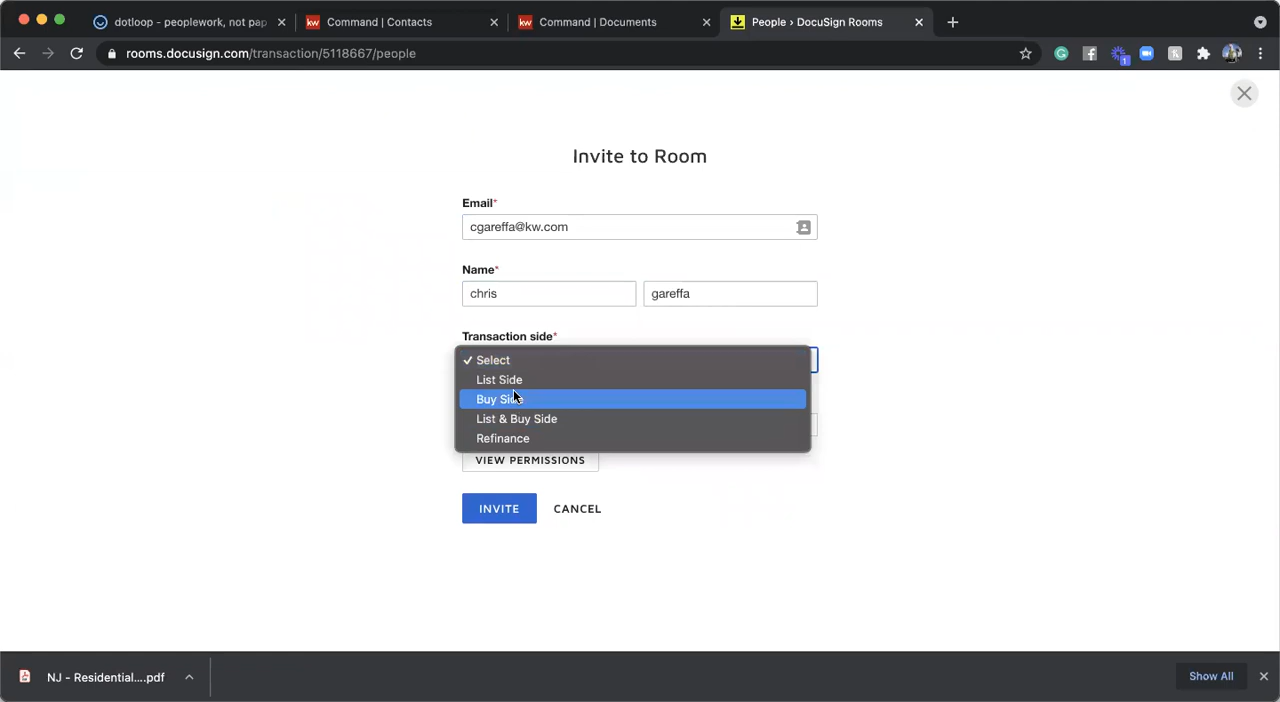 dotloop - peoplework, not pap
Command | Contacts
Command | Documents
People › DocuSign Rooms
rooms.docusign.com/transaction/5118667/people
1
Invite to Room
Email*
cgareffa@kw.com
Name*
chris gareffa
Transaction side*
✓ Select
List Side
Buy Side
List & Buy Side
Refinance
VIEW PERMISSIONS
INVITE CANCEL
NJ - Residential....pdf
Show All